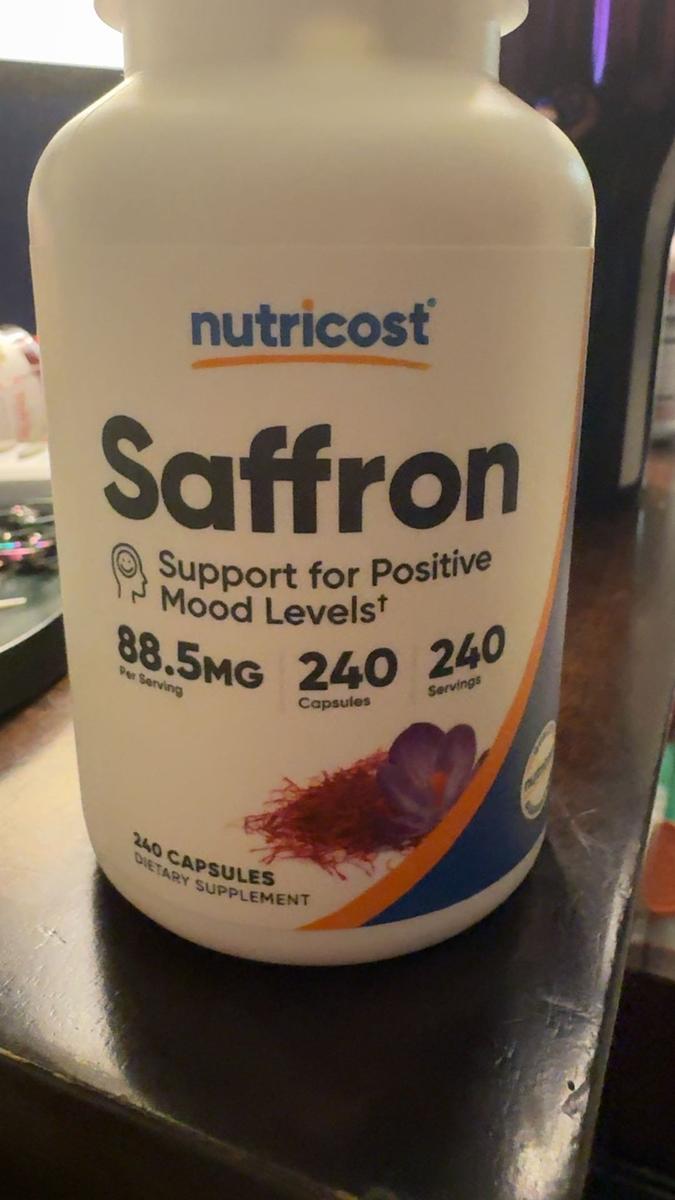 nutricost
Saffron
Support for Positive
Mood Levels†
88.5MG
Per Serving
240
Capsules
240
Servings
240 CAPSULES
DIETARY SUPPLEMENT